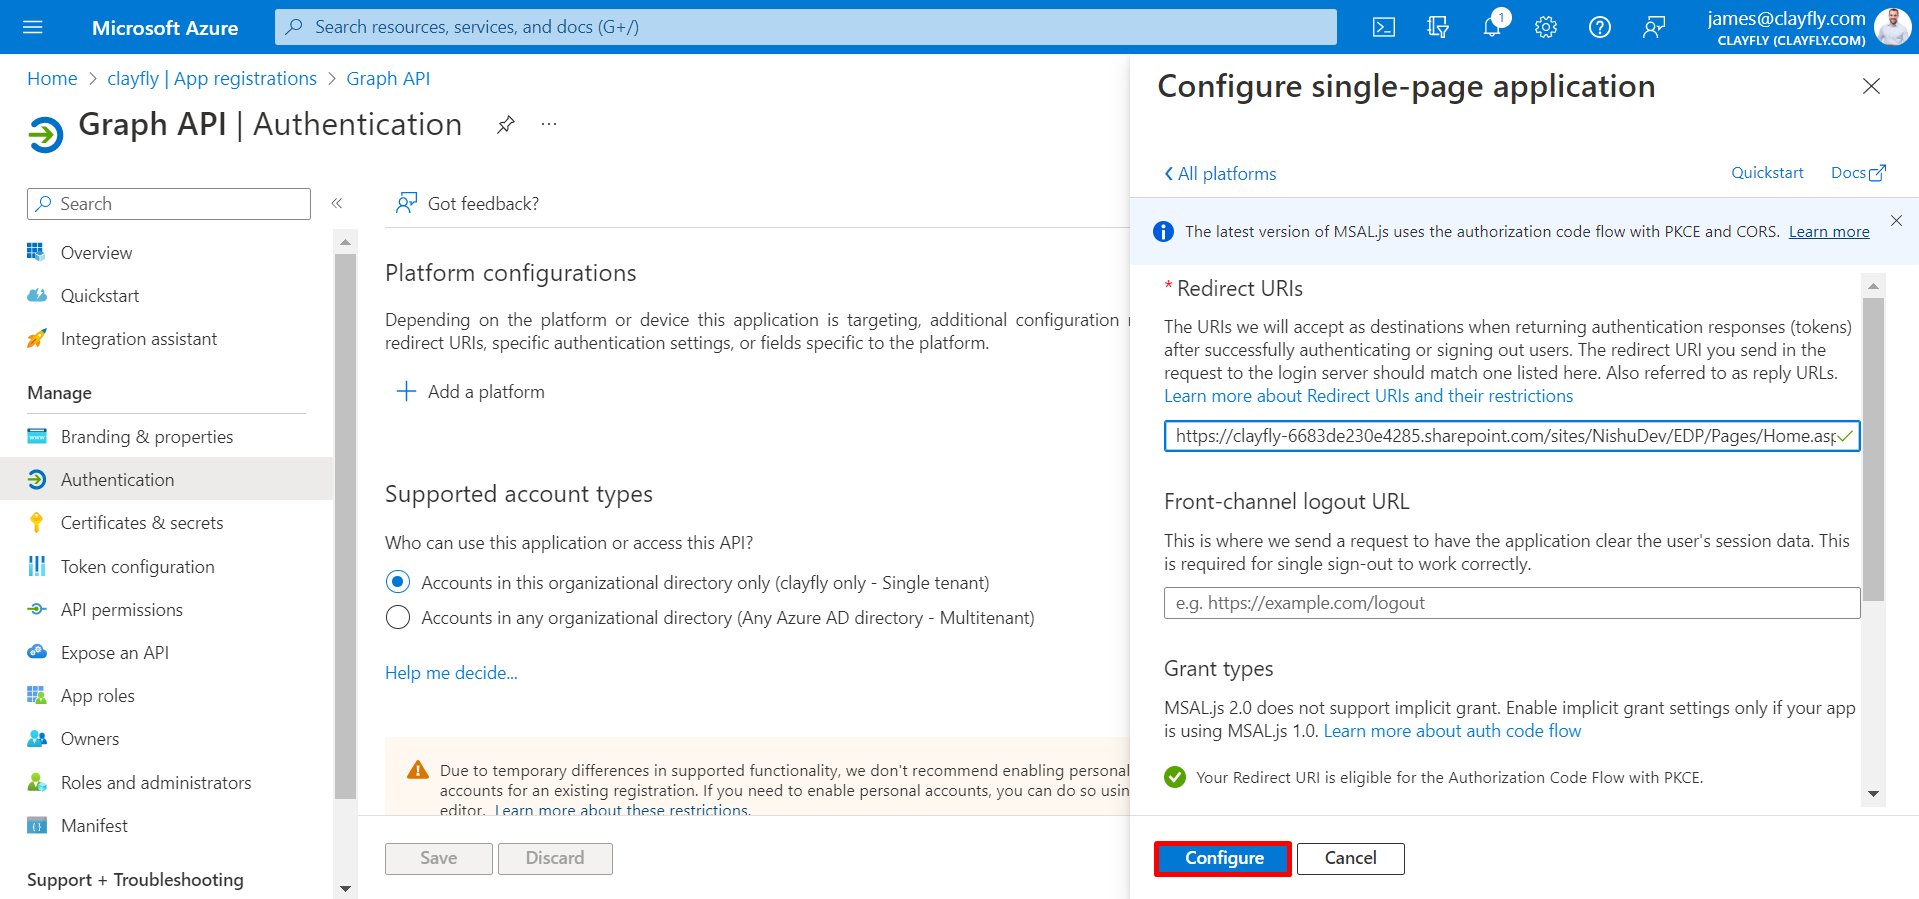 Microsoft Azure
Search resources, services, and docs (G+/)
1
james@clayfly.com
CLAYFLY (CLAYFLY.COM)
Home > clayfly | App registrations > Graph API
Graph API | Authentication
...
Search
«
Overview
Quickstart
Integration assistant
Manage
Branding & properties
Authentication
Certificates & secrets
Token configuration
API permissions
Expose an API
App roles
Owners
Roles and administrators
Manifest
Support + Troubleshooting
Got feedback?
Platform configurations
Depending on the platform or device this application is targeting, additional configuration
redirect URIs, specific authentication settings, or fields specific to the platform.
Add a platform
Supported account types
Who can use this application or access this API?
Accounts in this organizational directory only (clayfly only - Single tenant)
Accounts in any organizational directory (Any Azure AD directory - Multitenant)
Help me decide...
Due to temporary differences in supported functionality, we don't recommend enabling personal
accounts for an existing registration. If you need to enable personal accounts, you can do so usin
editor. Learn more about these restrictions.
Save
Discard
Configure single-page application
All platforms
Quickstart
Docs
The latest version of MSAL.js uses the authorization code flow with PKCE and CORS. Learn more
* Redirect URIs
The URIs we will accept as destinations when returning authentication responses (tokens)
after successfully authenticating or signing out users. The redirect URI you send in the
request to the login server should match one listed here. Also referred to as reply URLs.
Learn more about Redirect URIs and their restrictions
https://clayfly-6683de230e4285.sharepoint.com/sites/NishuDev/EDP/Pages/Home.asp
Front-channel logout URL
This is where we send a request to have the application clear the user's session data. This
is required for single sign-out to work correctly.
e.g. https://example.com/logout
Grant types
MSAL.js 2.0 does not support implicit grant. Enable implicit grant settings only if your app
is using MSAL.js 1.0. Learn more about auth code flow
Your Redirect URI is eligible for the Authorization Code Flow with PKCE.
Configure
Cancel